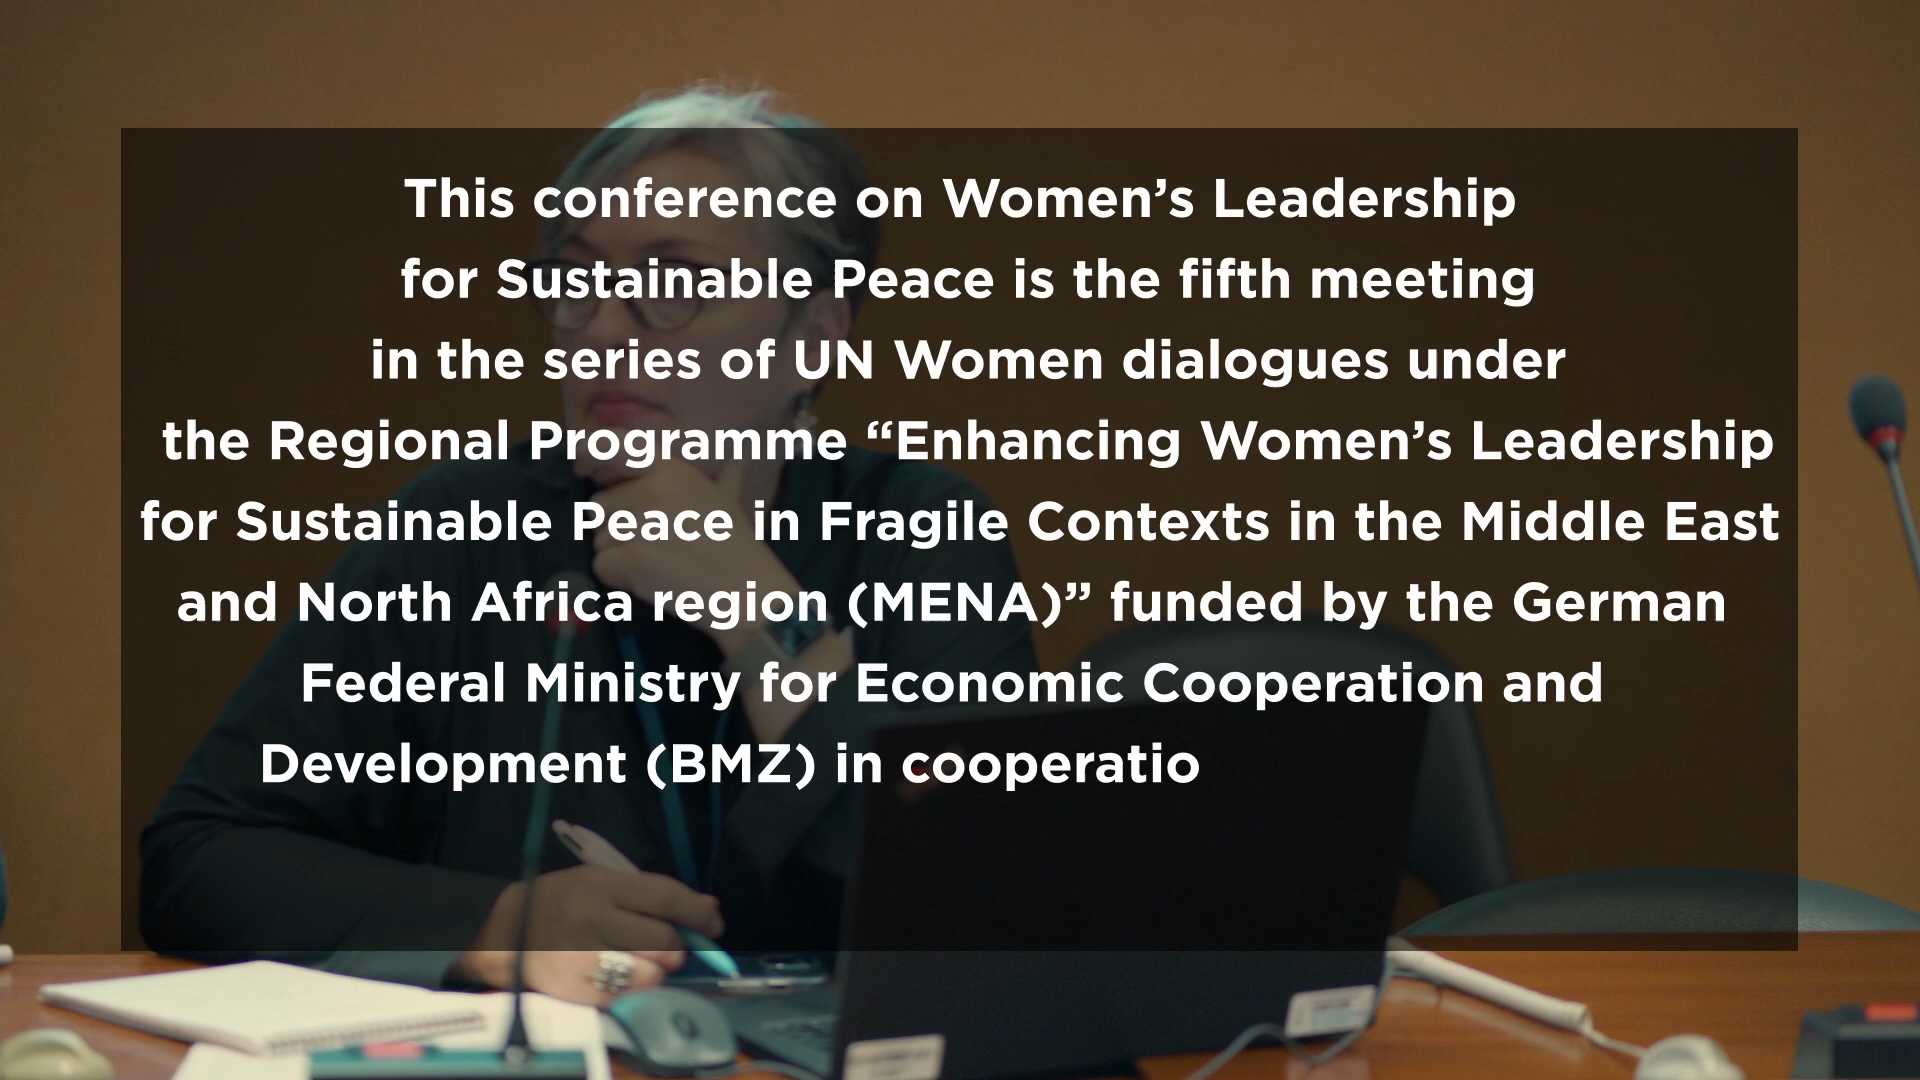 This conference on Women’s Leadership
for Sustainable Peace is the fifth meeting
in the series of UN Women dialogues under
the Regional Programme “Enhancing Women’s Leadership
for Sustainable Peace in Fragile Contexts in the Middle East
and North Africa region (MENA)” funded by the German
Federal Ministry for Economic Cooperation and
Development (BMZ) in cooperatio